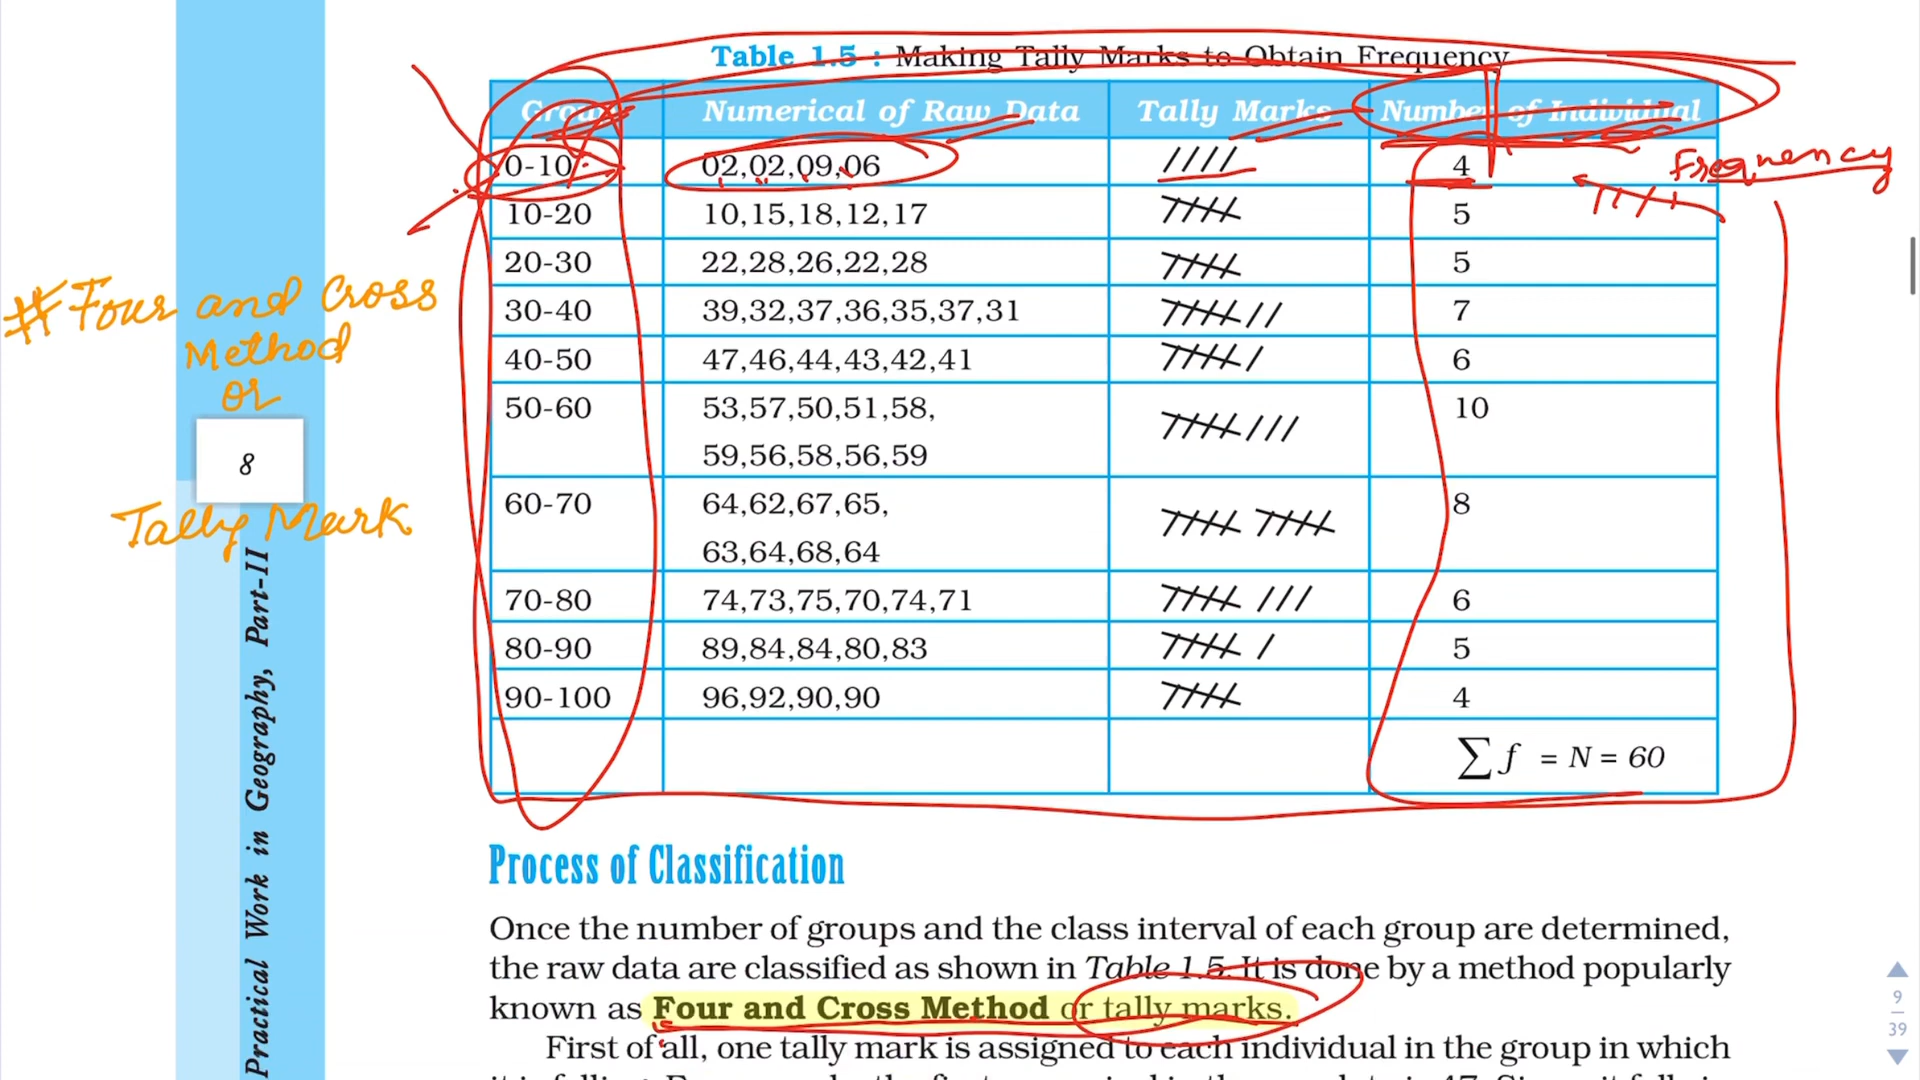 Table 1.5 : Making Tally Marks to Obtain Frequency
Group Numerical of Raw Data Tally Marks Number of Individual
0-10 02,02,09,06 4
Frequency
10-20 10,15,18,12,17 5
20-30 22,28,26,22,28 5
30-40 39,32,37,36,35,37,31 7
40-50 47,46,44,43,42,41 6
50-60 53,57,50,51,58, 10
59,56,58,56,59
60-70 64,62,67,65, 8
63,64,68,64
70-80 74,73,75,70,74,71 6
80-90 89,84,84,80,83 5
90-100 96,92,90,90 4
∑f = N = 60
# Four and Cross
Method
or
8
Tally Mark
Practical Work in Geography, Part-II
Process of Classification
Once the number of groups and the class interval of each group are determined,
the raw data are classified as shown in Table 1.5. It is done by a method popularly
known as Four and Cross Method or tally marks.
First of all, one tally mark is assigned to each individual in the group in which
9
39